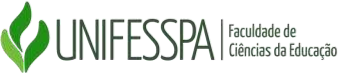 UNIFESSPA
Faculdade de
Ciências da Educação